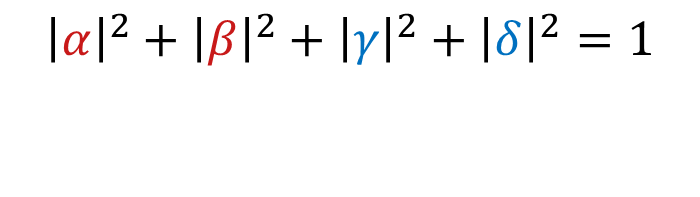 |α|² + |β|² + |γ|² + |δ|² = 1